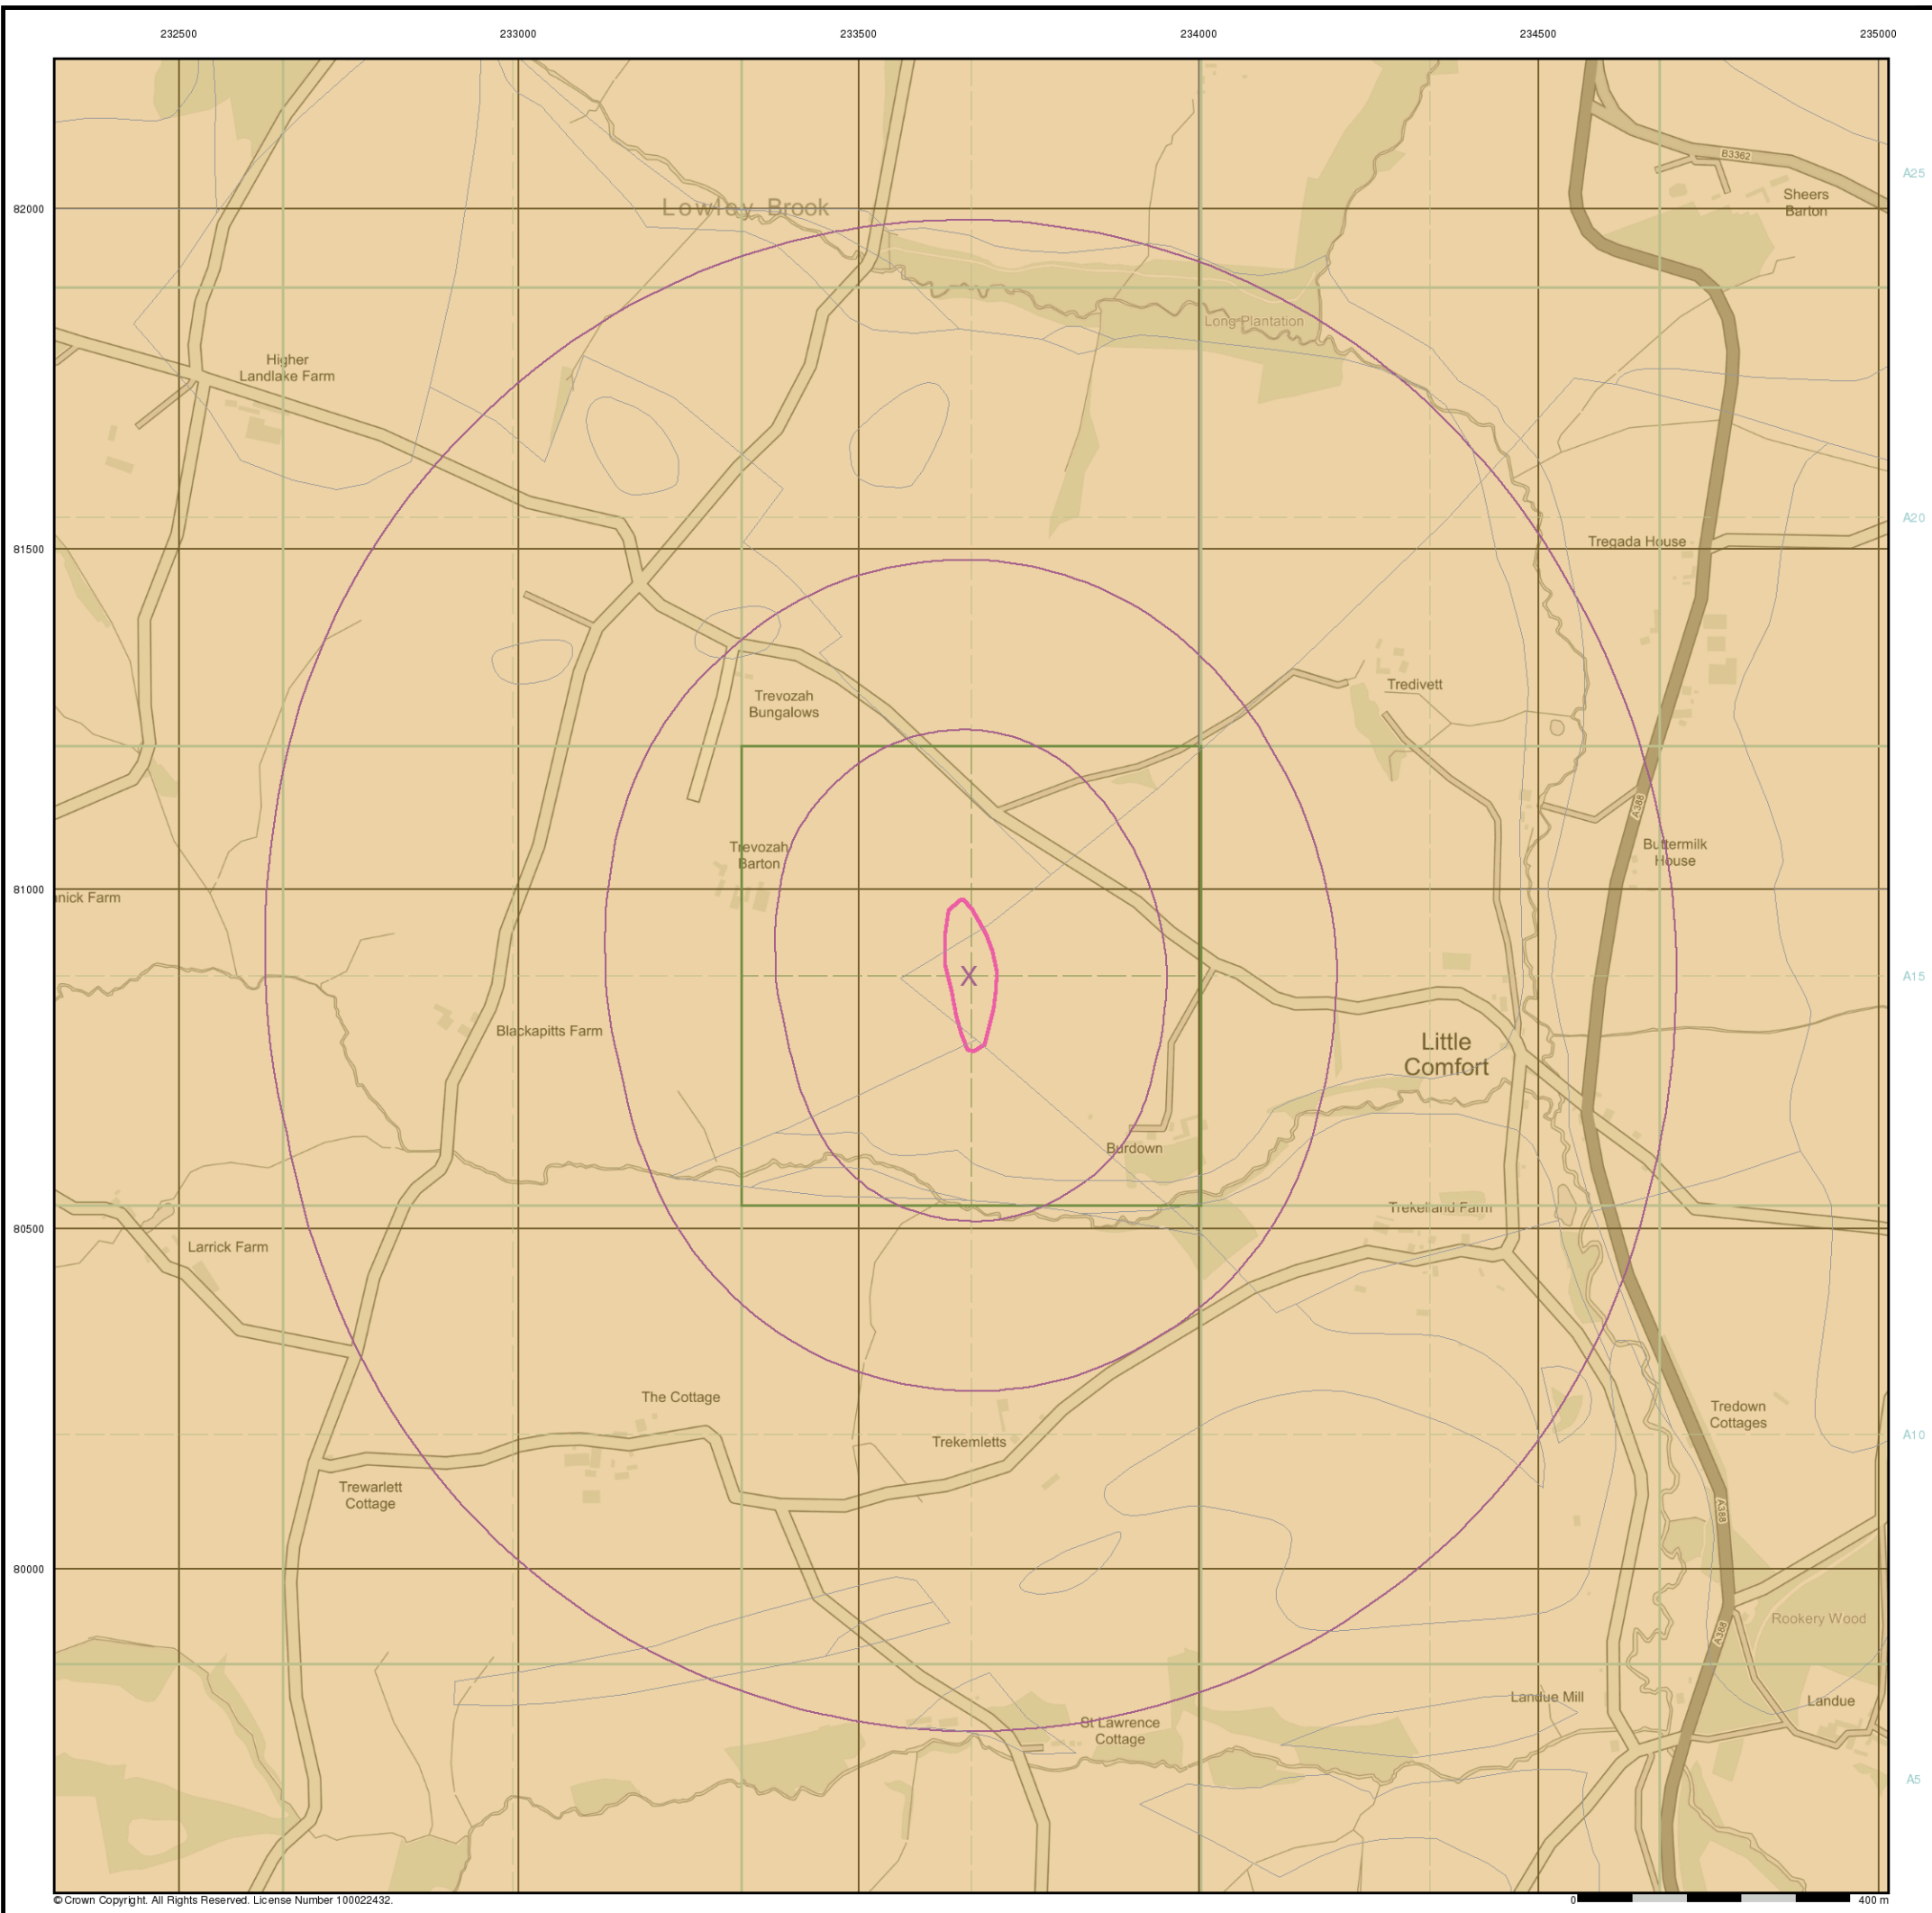 232500 233000 233500 234000 234500 235000
B3362
A25
Sheers
Barton
82000
Lowley Brook
Long Plantation
Higher
Landlake Farm
A20
Tregada House
81500
Tredivett
Trevozah
Bungalows
A388
Trevozah
Barton
Buttermilk
House
81000
nick Farm
X
A15
Blackapitts Farm
Little
Comfort
Burdown
Trekelland Farm
80500
Larrick Farm
The Cottage
Tredown
Cottages
Trekemletts
A10
Trewarlett
Cottage
A388
80000
Rookery Wood
A388
Landue Mill
Landue
St Lawrence
Cottage
A5
© Crown Copyright. All Rights Reserved. License Number 100022432.
0 400 m